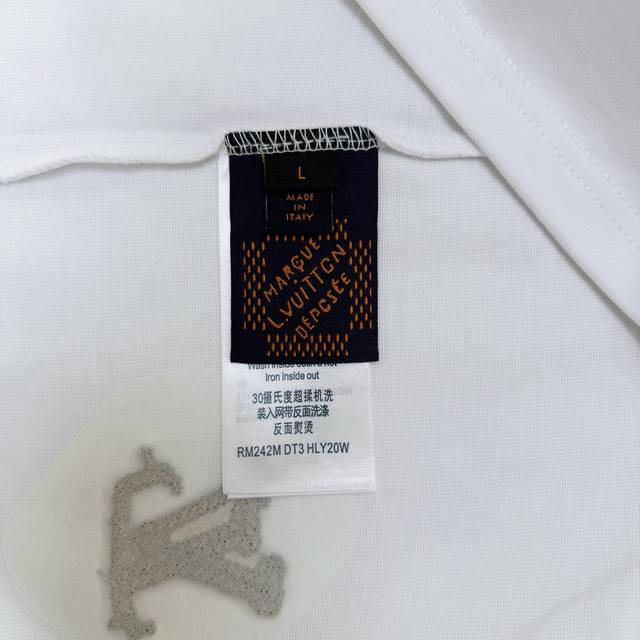 L
MADE
IN
ITALY
MARQUE
L.VUITTON
DÉPOSÉE
Iron Inside out
30摄氏度超揉机洗
装入网带反面洗涤
反面熨烫
RM242M DT3 HLY20W